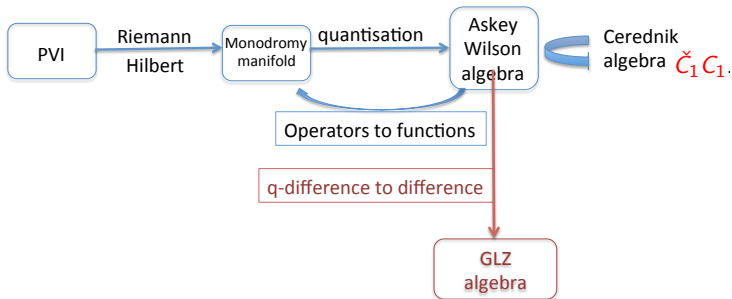 PVI
Riemann
Hilbert
Monodromy
manifold
quantisation
Askey
Wilson
algebra
Cerednik
algebra Č₁C₁.
Operators to functions
q-difference to difference
GLZ
algebra